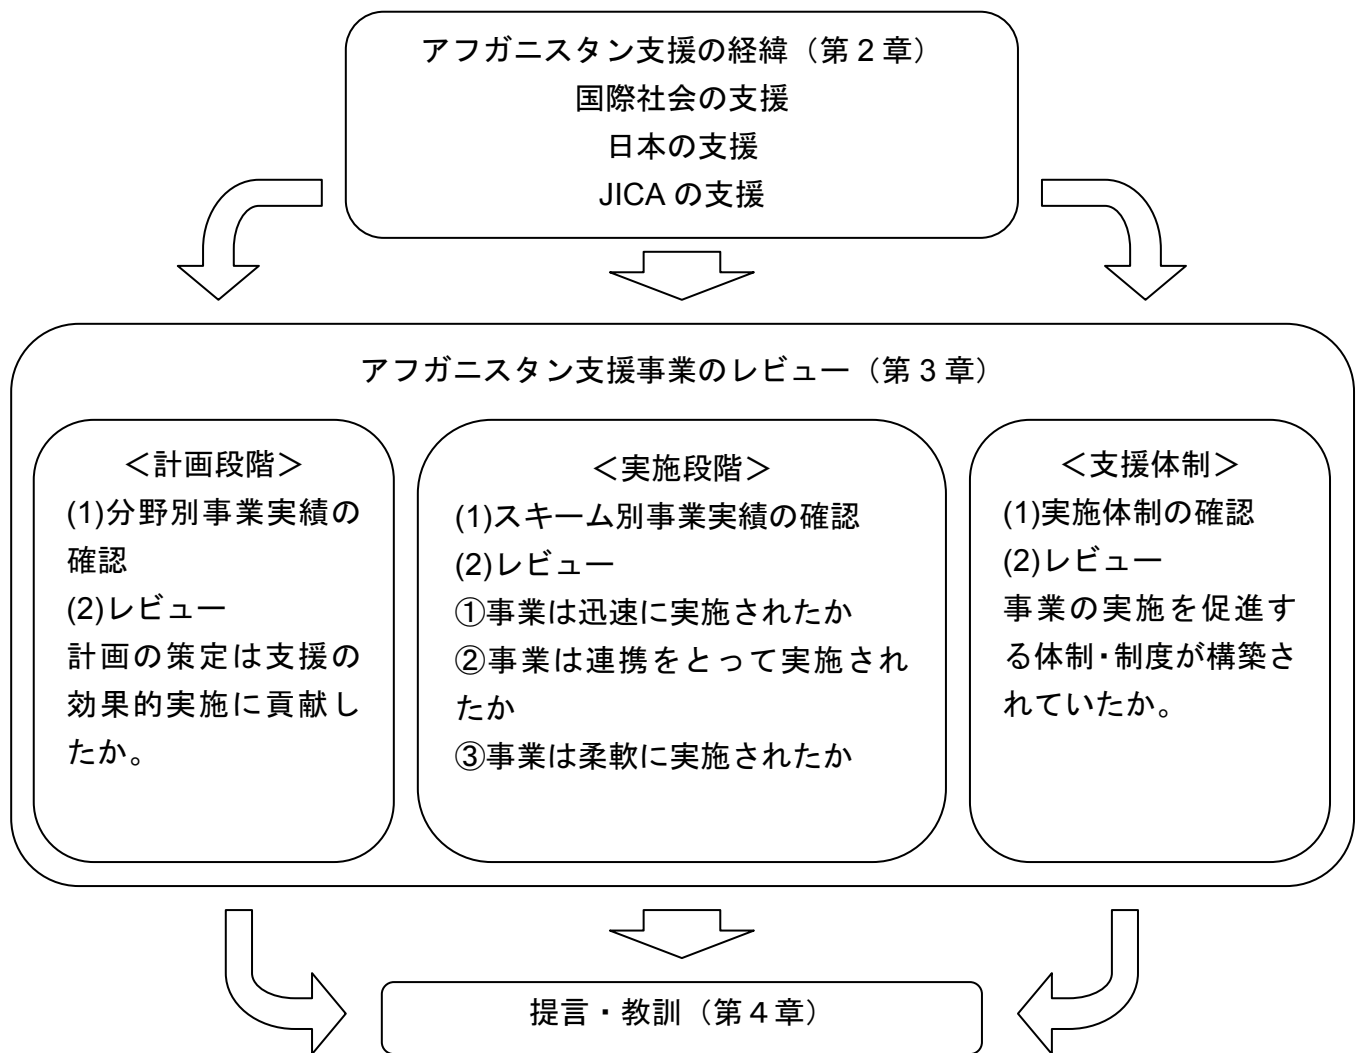 アフガニスタン支援の経緯（第２章）
国際社会の支援
日本の支援
JICA の支援
アフガニスタン支援事業のレビュー（第３章）
＜計画段階＞
(1)分野別事業実績の
確認
(2)レビュー
計画の策定は支援の
効果的実施に貢献し
たか。
＜実施段階＞
(1)スキーム別事業実績の確認
(2)レビュー
①事業は迅速に実施されたか
②事業は連携をとって実施され
たか
③事業は柔軟に実施されたか
＜支援体制＞
(1)実施体制の確認
(2)レビュー
事業の実施を促進す
る体制・制度が構築さ
れていたか。
提言・教訓（第４章）